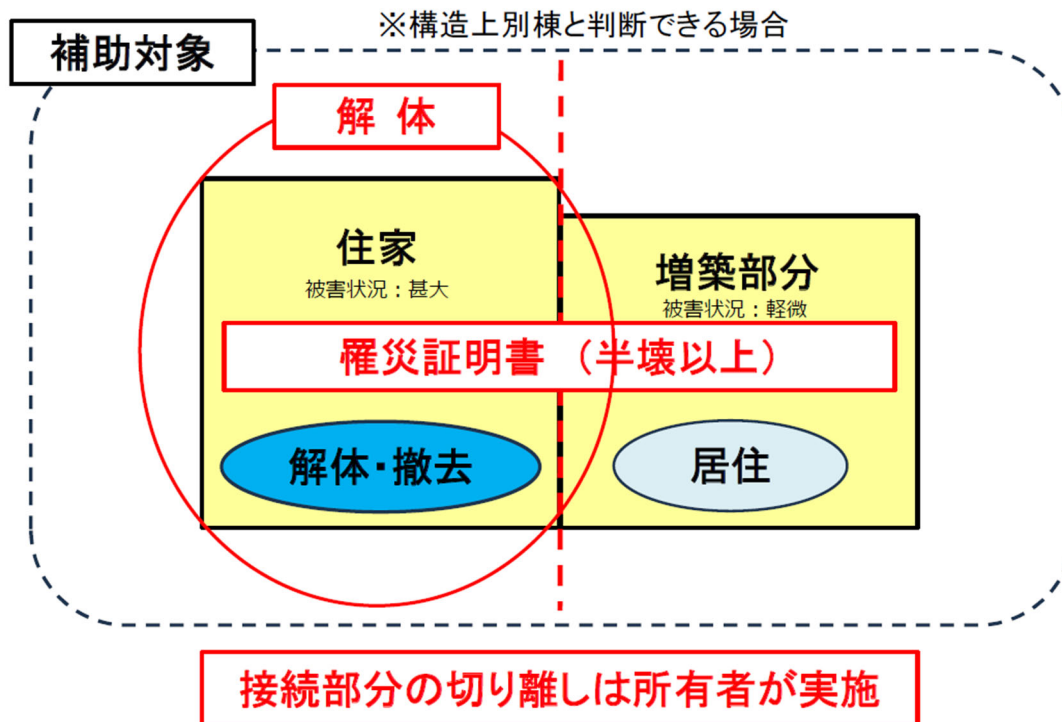 ※構造上別棟と判断できる場合
補助対象
解 体
住家
被害状況：甚大
増築部分
被害状況：軽微
罹災証明書 （半壊以上）
解体・撤去
居住
接続部分の切り離しは所有者が実施